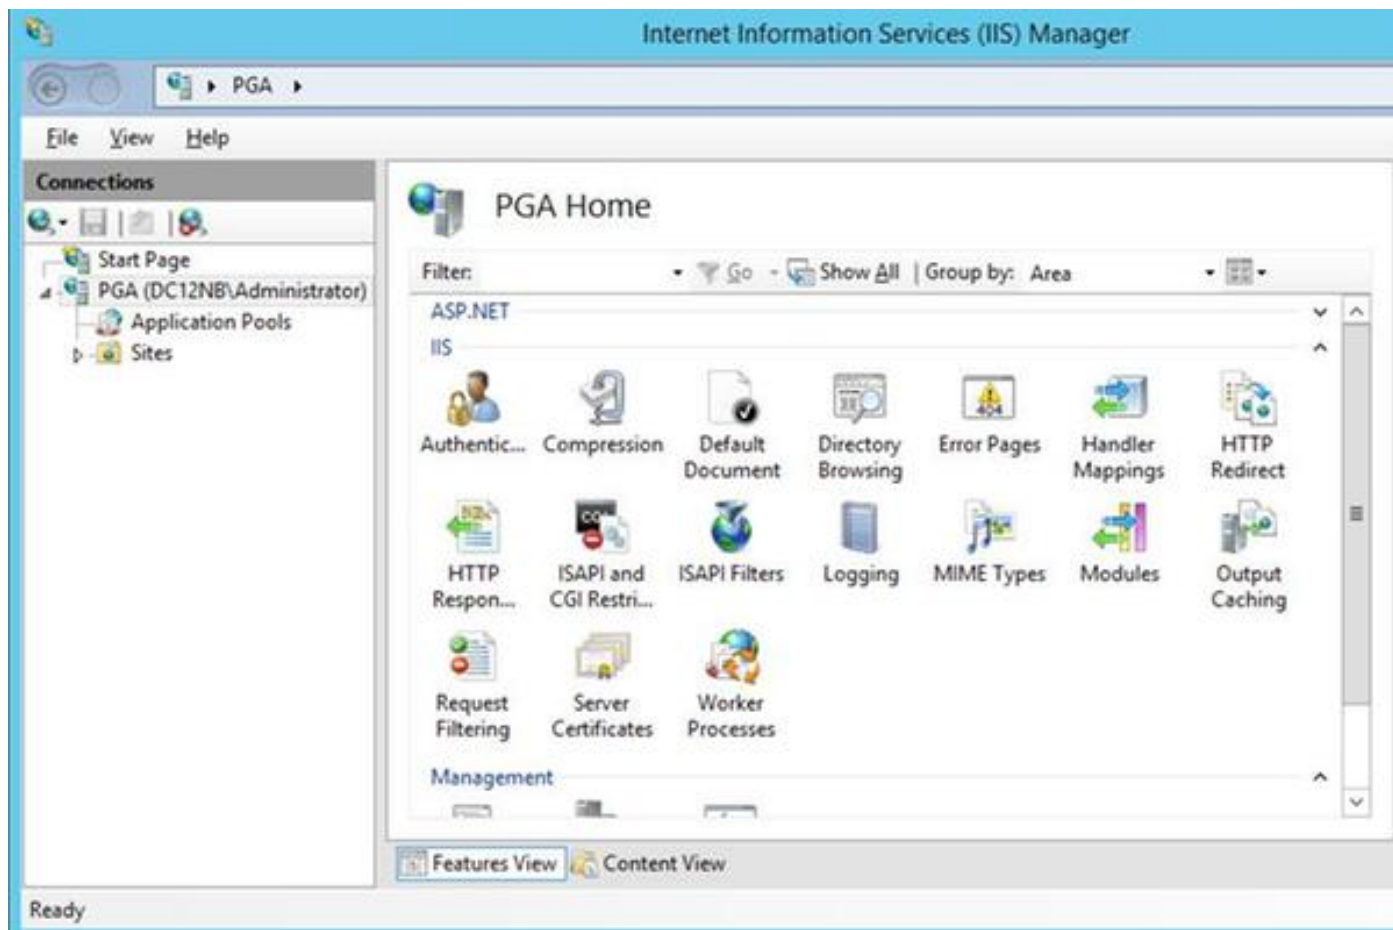 Internet Information Services (IIS) Manager
PGA
File View Help
Connections
Start Page
PGA (DC12NB\Administrator)
Application Pools
Sites
PGA Home
Filter: Go Show All Group by: Area
ASP.NET
IIS
Authentic... Compression Default Directory Error Pages Handler HTTP
Document Browsing Mappings Redirect
404
HTTP ISAPI and ISAPI Filters Logging MIME Types Modules Output
Respon... CGI Restri... Caching
Request Server Worker
Filtering Certificates Processes
Management
Features View Content View
Ready